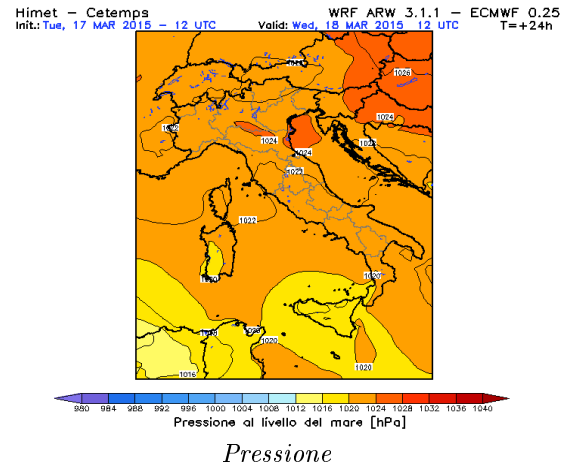 Himet – Cetemps WRF ARW 3.1.1 – ECMWF 0.25
Init.: Tue, 17 MAR 2015 – 12 UTC Valid: Wed, 18 MAR 2015 12 UTC T=+24h
1026
1024
1022
1024
1024
1022
1022
1020
1020
1020
1016
980 984 988 992 996 1000 1004 1008 1012 1016 1020 1024 1028 1032 1036 1040
Pressione al livello del mare [hPa]
Pressione